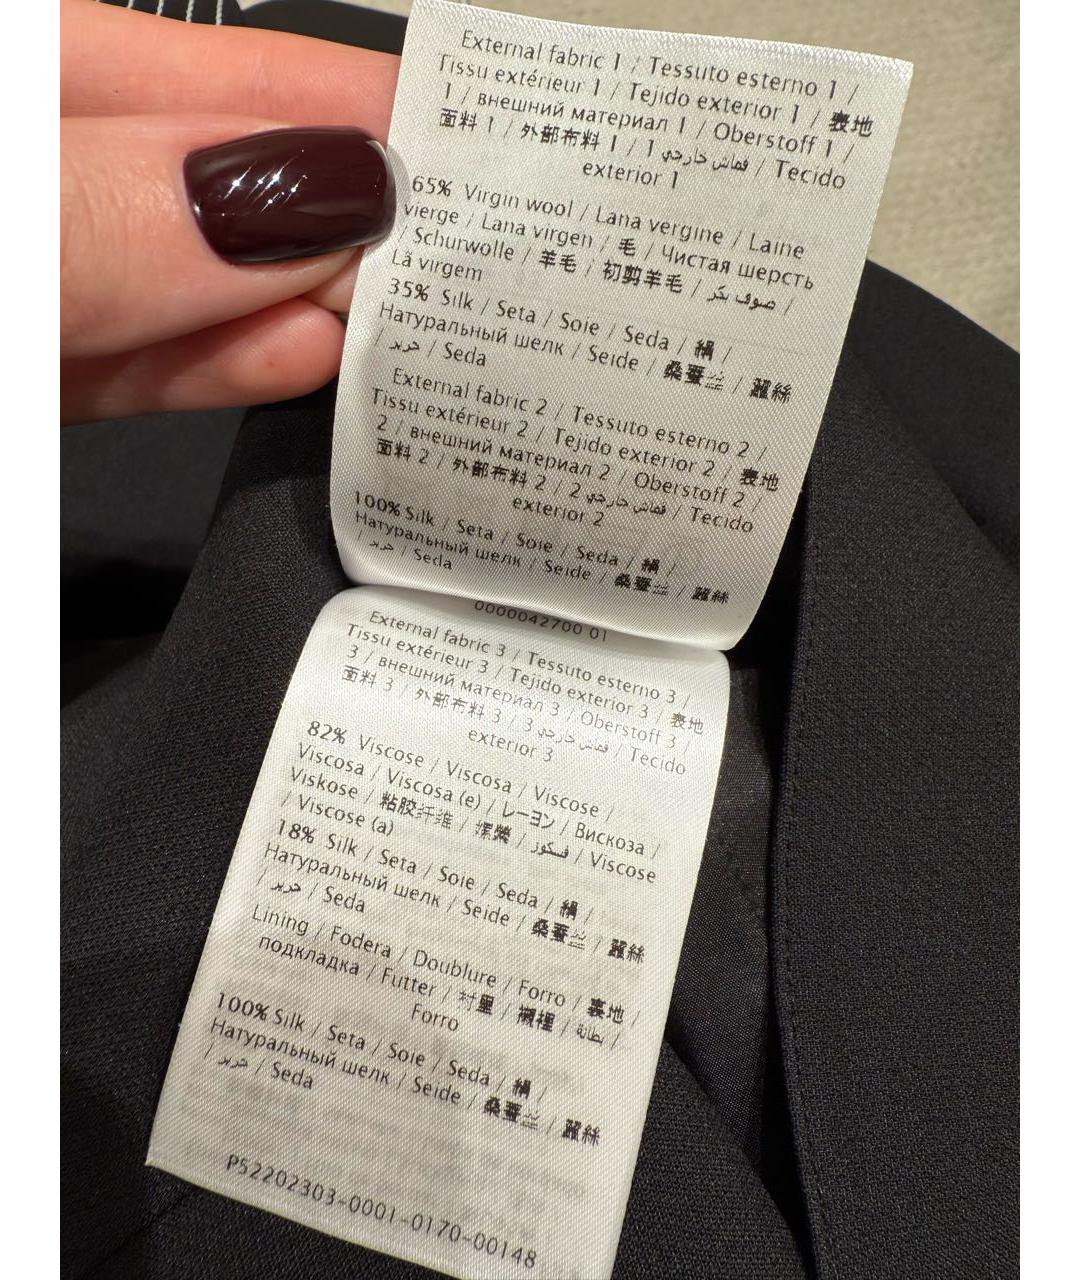 External fabric 1 / Tessuto esterno 1 /
Tissu extérieur 1 / Tejido exterior 1 / 表地
1 / внешний материал 1 / Oberstoff 1 /
面料 1 / 外部布料 1 / 1 قماش خارجي / Tecido
exterior 1
65% Virgin wool / Lana vergine / Laine
vierge / Lana virgen / 毛 / Чистая шерсть
/ Schurwolle / 羊毛 / 初剪羊毛 / صوف بكر /
Lã virgem
35% Silk / Seta / Soie / Seda / 絹 /
Натуральный шелк / Seide / 桑蚕丝 / 蠶絲
/ حرير / Seda
External fabric 2 / Tessuto esterno 2 /
Tissu extérieur 2 / Tejido exterior 2 / 表地
2 / внешний материал 2 / Oberstoff 2 /
面料 2 / 外部布料 2 / 2 قماش خارجي / Tecido
exterior 2
100% Silk / Seta / Soie / Seda / 絹 /
Натуральный шелк / Seide / 桑蚕丝 / 蠶絲
/ حرير / Seda
0000042700 01
External fabric 3 / Tessuto esterno 3 /
Tissu extérieur 3 / Tejido exterior 3 / 表地
3 / внешний материал 3 / Oberstoff 3 /
面料 3 / 外部布料 3 / 3 قماش خارجي / Tecido
exterior 3
82% Viscose / Viscosa / Viscose /
Viscosa / Viscosa (e) / レーヨン / Вискоза /
Viskose / 粘胶纤维 / 嫘縈 / فسكوز / Viscose
/ Viscose (a)
18% Silk / Seta / Soie / Seda / 絹 /
Натуральный шелк / Seide / 桑蚕丝 / 蠶絲
/ حرير / Seda
Lining / Fodera / Doublure / Forro / 裏地 /
подкладка / Futter / 衬里 / 襯裡 / بطانة /
Forro
100% Silk / Seta / Soie / Seda / 絹 /
Натуральный шелк / Seide / 桑蚕丝 / 蠶絲
/ حرير / Seda
P52202303-0001-0170-00148